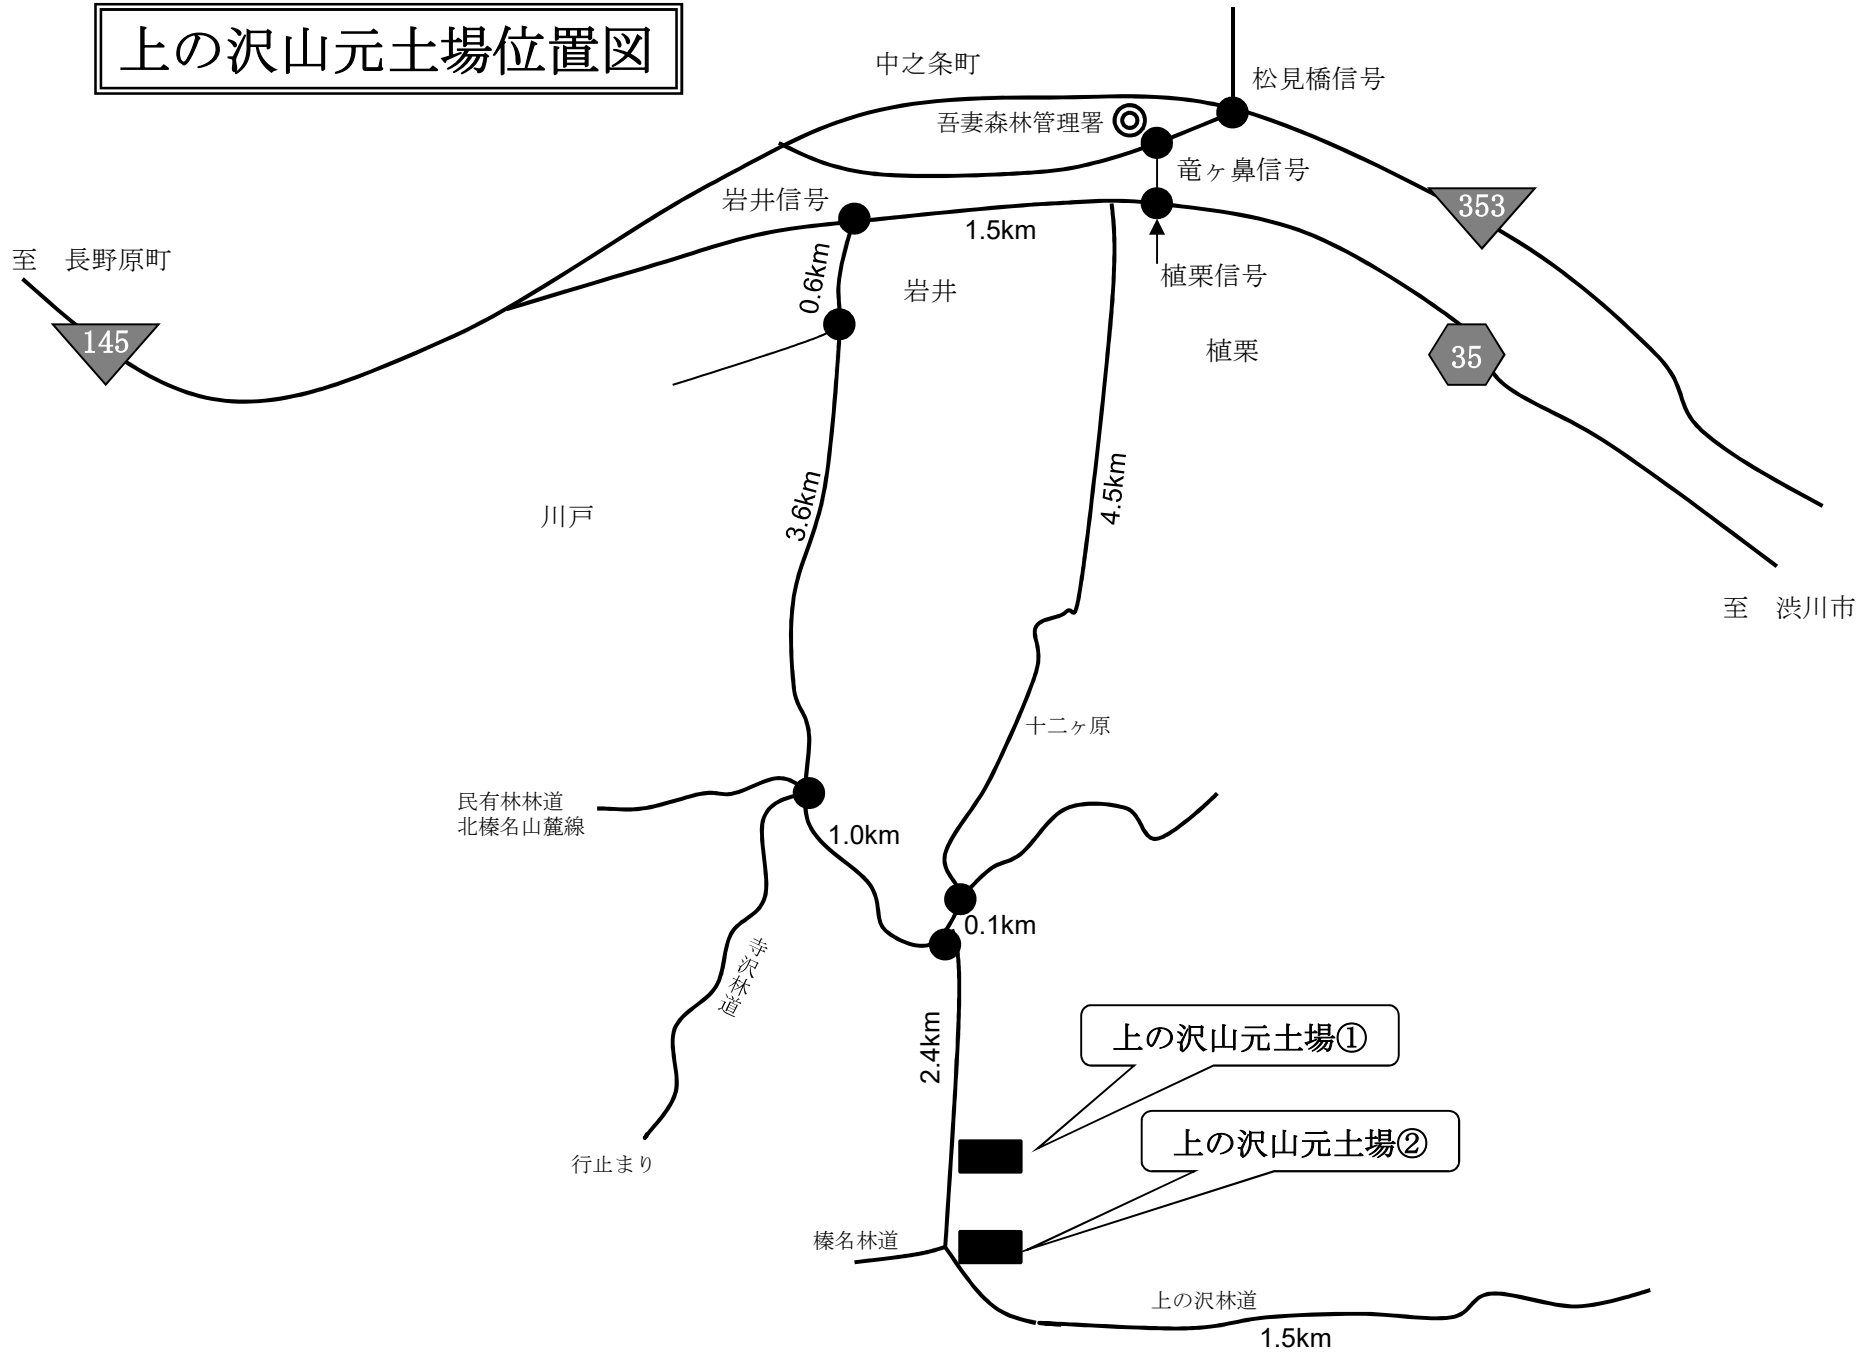 上の沢山元土場位置図
中之条町
松見橋信号
吾妻森林管理署
竜ヶ鼻信号
岩井信号
353
1.5km
至　長野原町
0.6km
植栗信号
岩井
145
植栗
35
3.6km
4.5km
川戸
至　渋川市
十二ヶ原
民有林林道
北榛名山麓線
1.0km
0.1km
寺沢林道
2.4km
上の沢山元土場①
上の沢山元土場②
行止まり
榛名林道
上の沢林道
1.5km